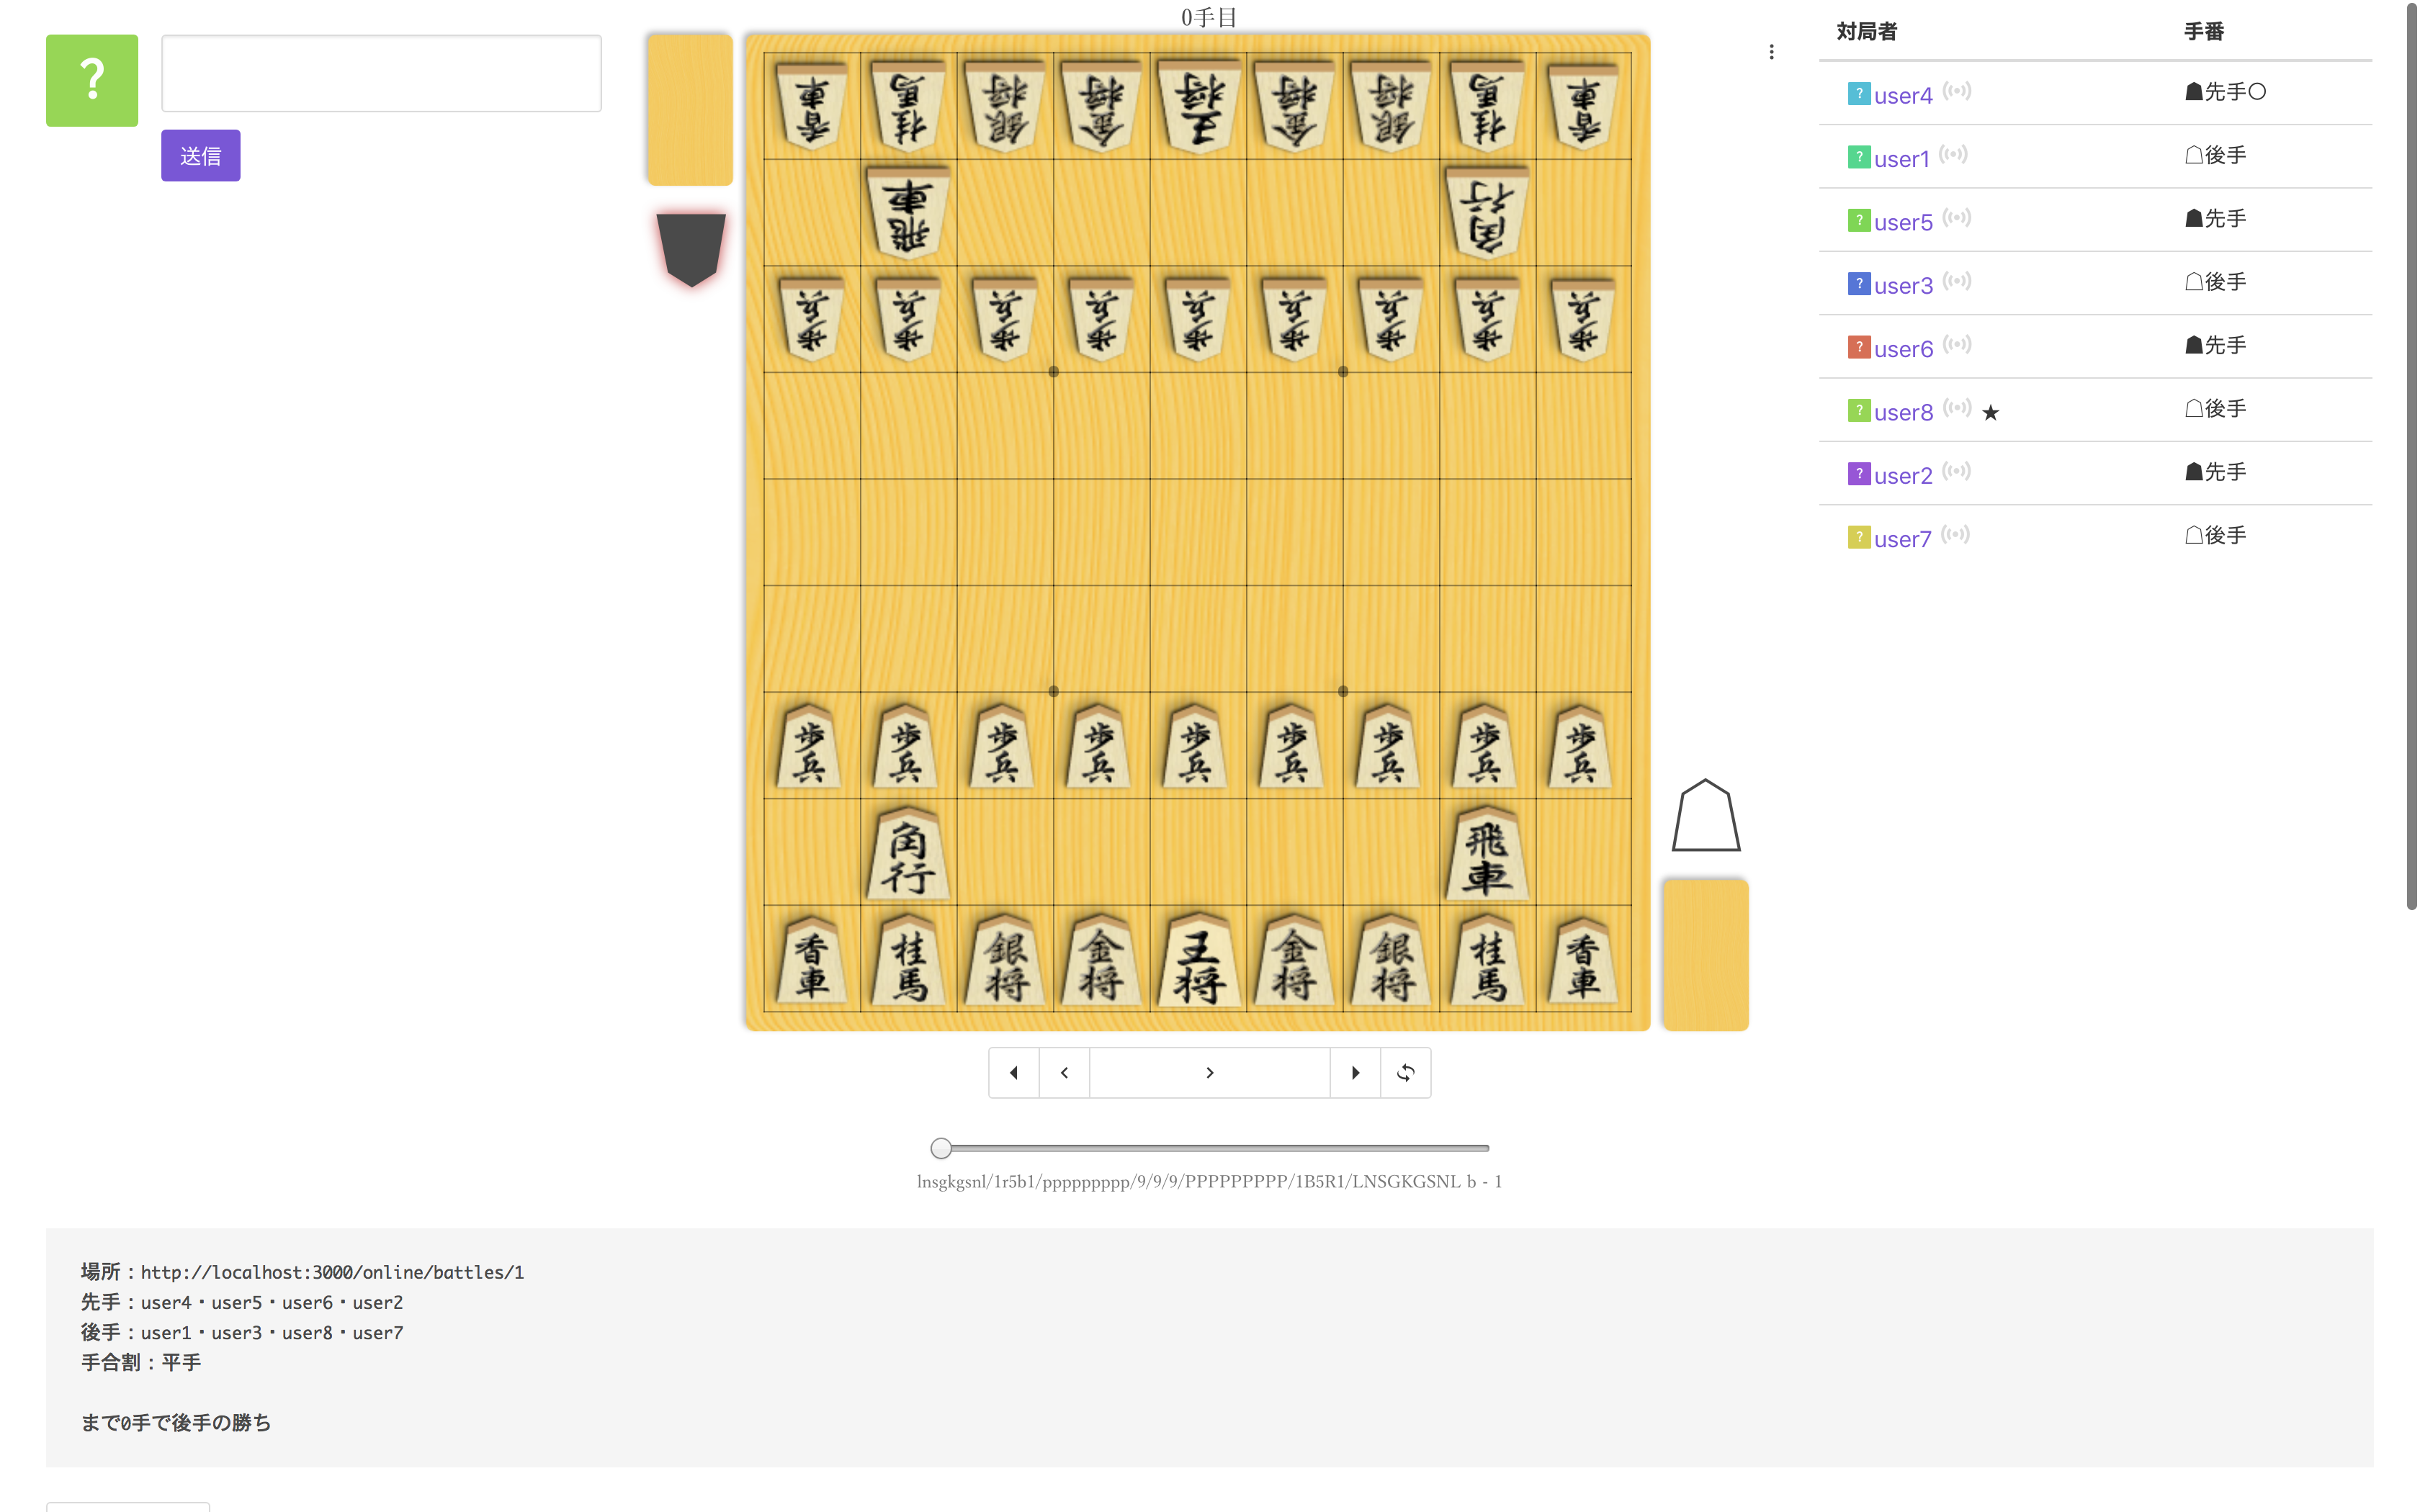 0手目
?
送信
香車 桂馬 銀将 金将 王将 金将 銀将 桂馬 香車
飛車 角行
歩兵 歩兵 歩兵 歩兵 歩兵 歩兵 歩兵 歩兵 歩兵
歩兵 歩兵 歩兵 歩兵 歩兵 歩兵 歩兵 歩兵 歩兵
角行 飛車
香車 桂馬 銀将 金将 王将 金将 銀将 桂馬 香車
lnsgkgsnl/1r5b1/ppppppppp/9/9/9/PPPPPPPPP/1B5R1/LNSGKGSNL b - 1
対局者 手番
? user4 ☗先手○
? user1 ☖後手
? user5 ☗先手
? user3 ☖後手
? user6 ☗先手
? user8 ★ ☖後手
? user2 ☗先手
? user7 ☖後手
場所：http://localhost:3000/online/battles/1
先手：user4・user5・user6・user2
後手：user1・user3・user8・user7
手合割：平手
まで0手で後手の勝ち